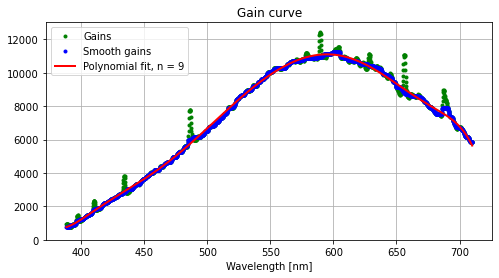 Gain curve
Gains
Smooth gains
Polynomial fit, n = 9
12000
10000
8000
6000
4000
2000
0
400 450 500 550 600 650 700
Wavelength [nm]